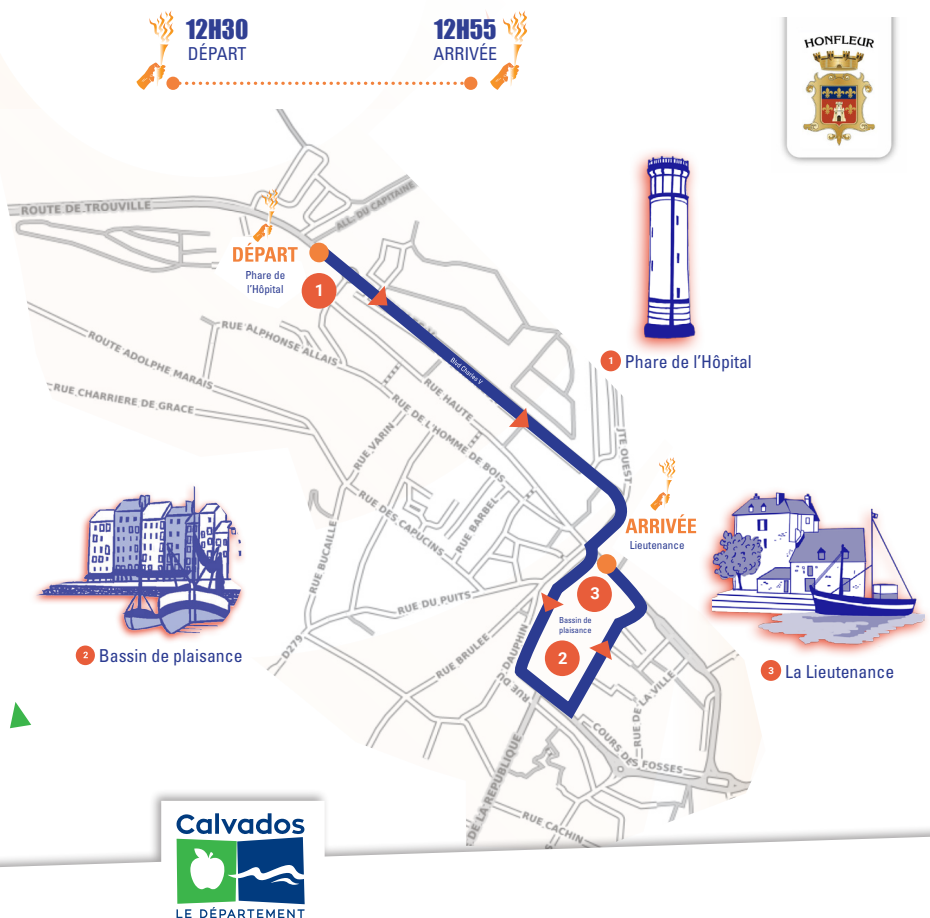 12H30
DÉPART
12H55
ARRIVÉE
HONFLEUR
ROUTE DE TROUVILLE
ALL. DU CAPITAINE
DÉPART
Phare de
l'Hôpital
1
RUE ALPHONSE ALLAIS
ROUTE ADOLPHE MARAIS
RUE CHARRIERE DE GRACE
Blvd Charles V
1 Phare de l'Hôpital
RUE HAUTE
RUE DE L'HOMME DE BOIS
RUE VARIN
JTE OUEST
RUE DES CAPUCINS
RUE BARBEL
RUE BUCAILLE
ARRIVÉE
Lieutenance
3
RUE DU PUITS
Bassin de
plaisance
2
RUE BRULEE
RUE DU DAUPHIN
D279
2 Bassin de plaisance
3 La Lieutenance
RUE DE LA VILLE
COURS DES FOSSES
DE LA REPUBLIQUE
RUE CACHIN
Calvados
LE DÉPARTEMENT